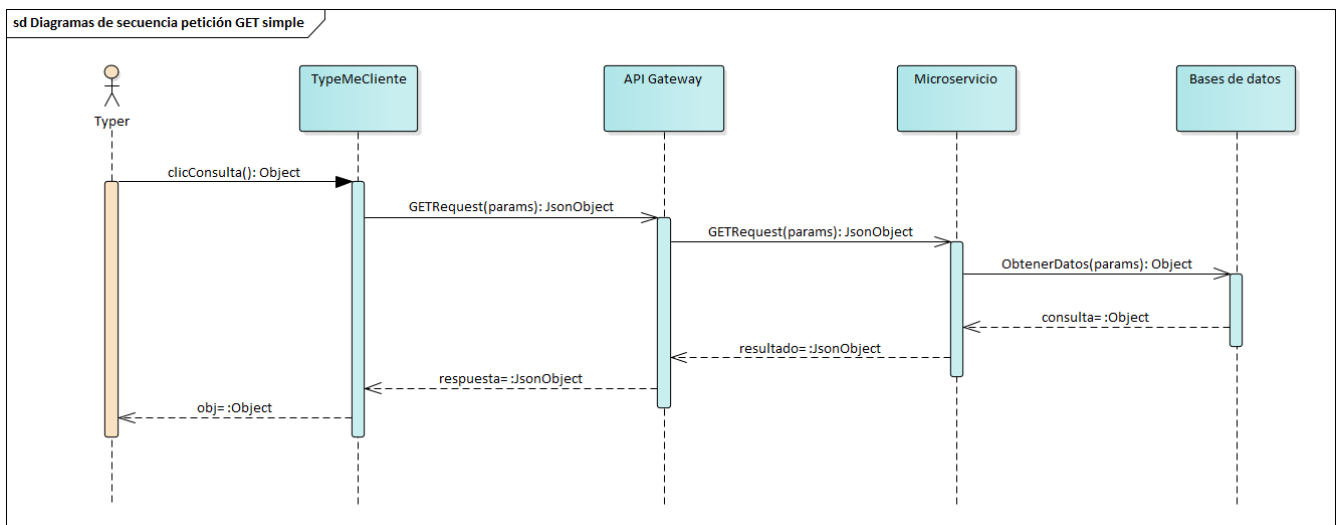 sd Diagramas de secuencia petición GET simple
Typer
TypeMeCliente
API Gateway
Microservicio
Bases de datos
clicConsulta(): Object
GETRequest(params): JsonObject
GETRequest(params): JsonObject
ObtenerDatos(params): Object
consulta= :Object
resultado= :JsonObject
respuesta= :JsonObject
obj= :Object